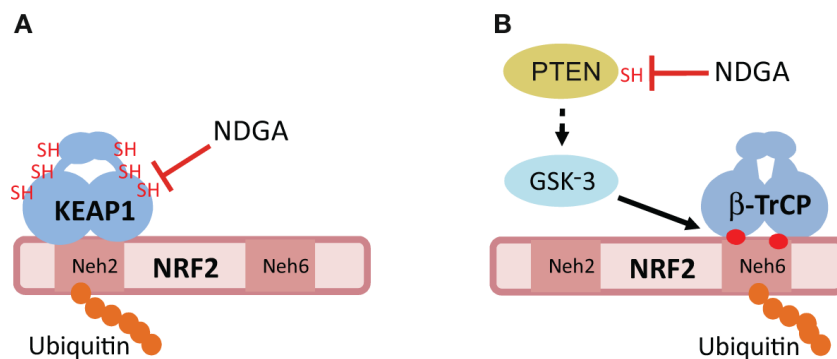 A
NDGA
SH
SH
SH
SH
SH
SH
KEAP1
Neh2
NRF2
Neh6
Ubiquitin
B
PTEN
SH
NDGA
GSK-3
β-TrCP
Neh2
NRF2
Neh6
Ubiquitin